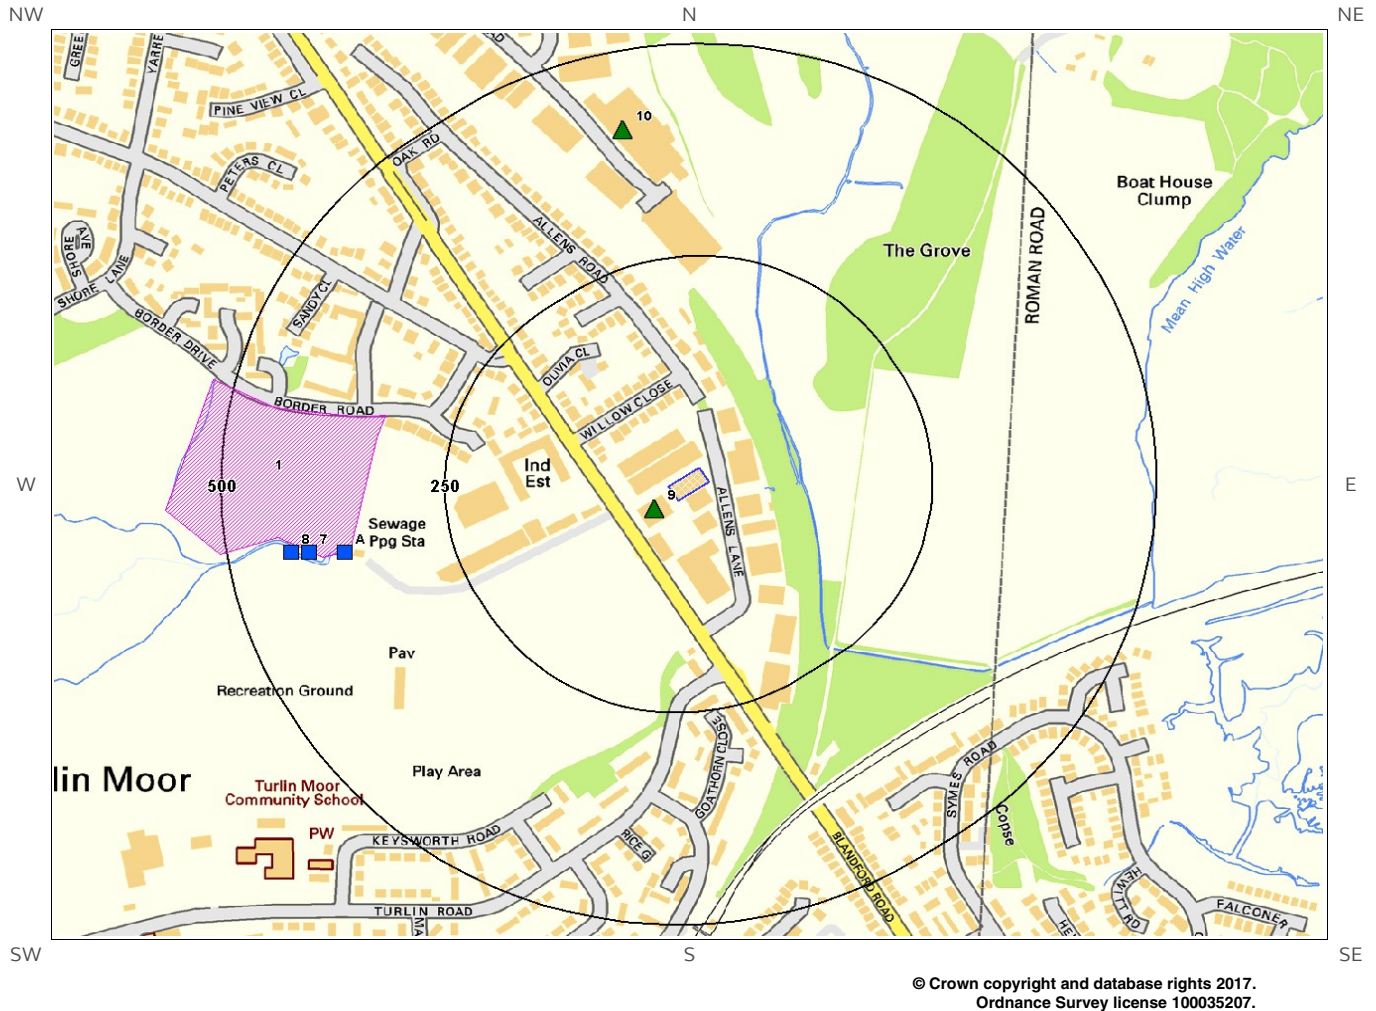 NW
N
NE
GREE
YARRE
AD
PINE VIEW CL
10
OAK RD
PETERS CL
Boat House
Clump
AVE
SHORE
SHORE LANE
ALLENS ROAD
The Grove
ROMAN ROAD
Mean High Water
SANDY CL
BORDER DRIVE
OLIVIA CL
BORDER ROAD
WILLOW CLOSE
1
Ind
Est
W
500
250
9
ALLENS LANE
E
Sewage
Ppg Sta
8
7
A
Pav
Recreation Ground
GOATHORN CLOSE
lin Moor
Play Area
SYMES ROAD
Turlin Moor
Community School
PW
KEYSWORTH ROAD
RICE G
BLANDFORD ROAD
Copse
TURLIN ROAD
MA
HEWITT RD
HE
FALCONER
SW
S
SE
© Crown copyright and database rights 2017.
Ordnance Survey license 100035207.